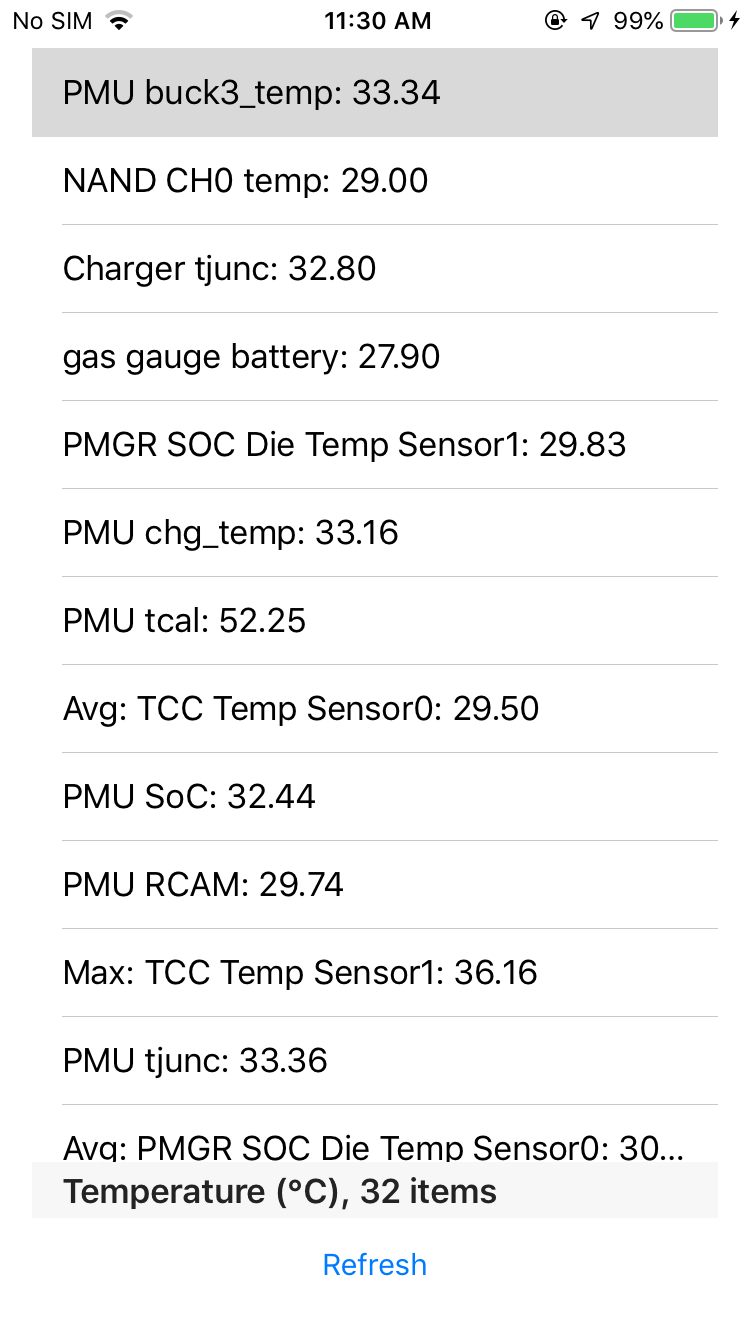 No SIM 11:30 AM 99%
PMU buck3_temp: 33.34
NAND CH0 temp: 29.00
Charger tjunc: 32.80
gas gauge battery: 27.90
PMGR SOC Die Temp Sensor1: 29.83
PMU chg_temp: 33.16
PMU tcal: 52.25
Avg: TCC Temp Sensor0: 29.50
PMU SoC: 32.44
PMU RCAM: 29.74
Max: TCC Temp Sensor1: 36.16
PMU tjunc: 33.36
Avg: PMGR SOC Die Temp Sensor0: 30...
Temperature (°C), 32 items
Refresh